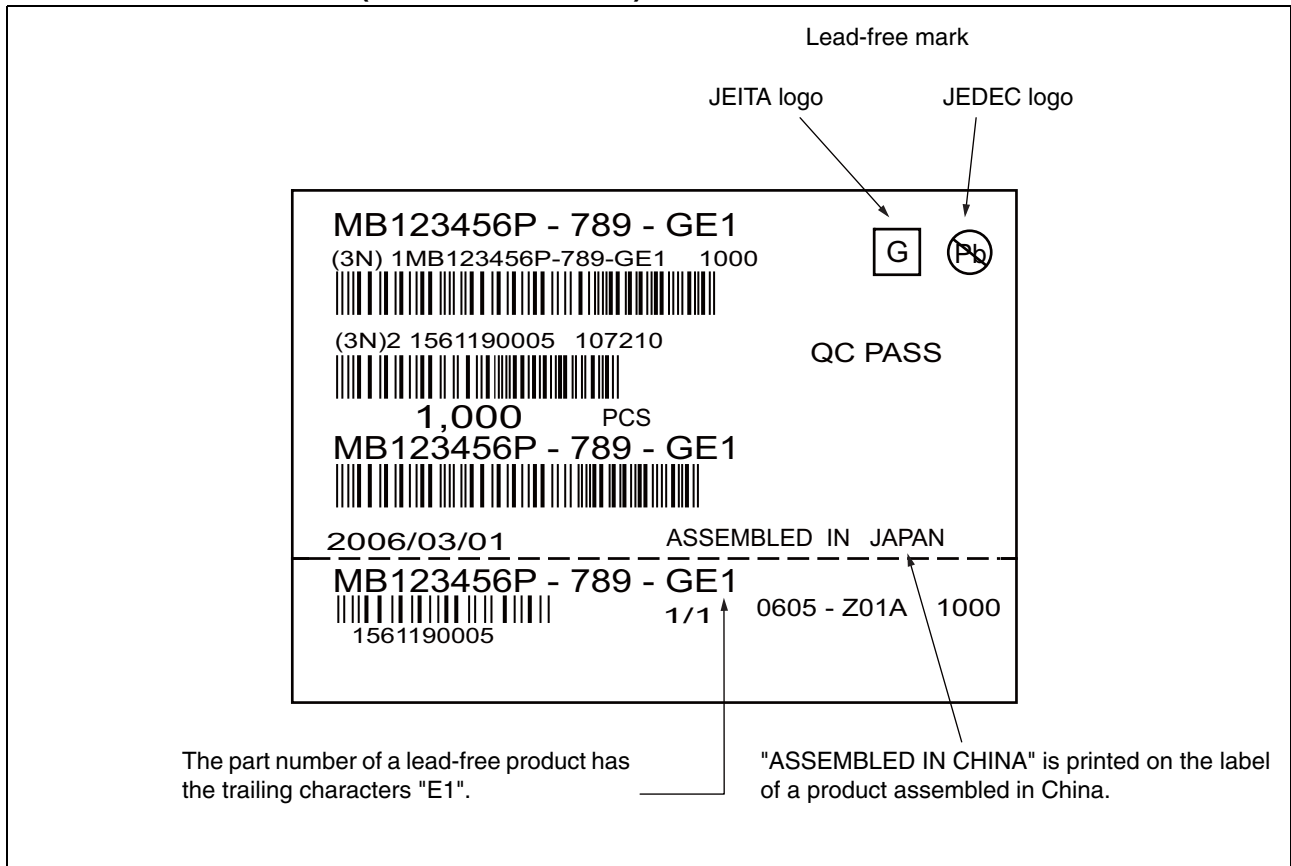 Lead-free mark
JEITA logo JEDEC logo
MB123456P - 789 - GE1
(3N) 1MB123456P-789-GE1 1000
G Pb
(3N)2 1561190005 107210
QC PASS
1,000 PCS
MB123456P - 789 - GE1
2006/03/01 ASSEMBLED IN JAPAN
MB123456P - 789 - GE1
1/1 0605 - Z01A 1000
1561190005
The part number of a lead-free product has
the trailing characters "E1".
"ASSEMBLED IN CHINA" is printed on the label
of a product assembled in China.